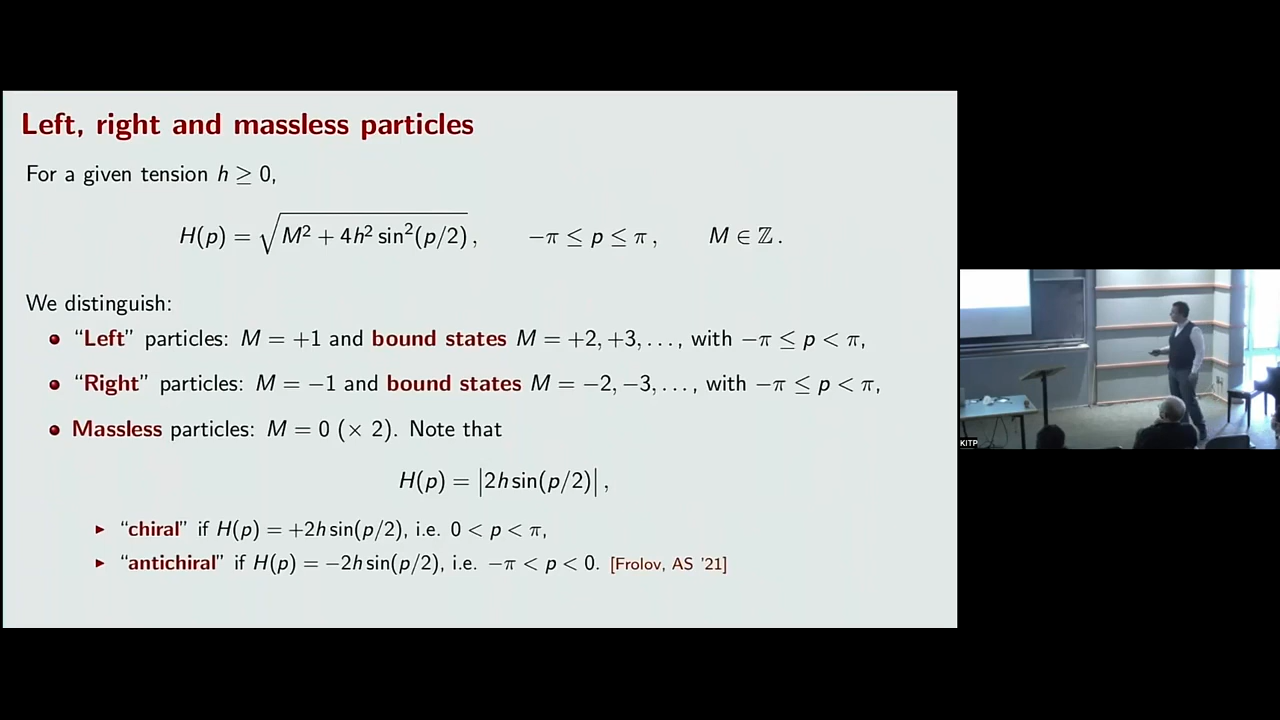 Left, right and massless particles
For a given tension h ≥ 0,
H(p) = √(M² + 4h² sin²(p/2)) , −π ≤ p ≤ π , M ∈ ℤ .
We distinguish:
• “Left” particles: M = +1 and bound states M = +2, +3, . . . , with −π ≤ p < π,
• “Right” particles: M = −1 and bound states M = −2, −3, . . . , with −π ≤ p < π,
• Massless particles: M = 0 (× 2). Note that
H(p) = |2h sin(p/2)| ,
▶ “chiral” if H(p) = +2h sin(p/2), i.e. 0 < p < π,
▶ “antichiral” if H(p) = −2h sin(p/2), i.e. −π < p < 0. [Frolov, AS ’21]
KITP